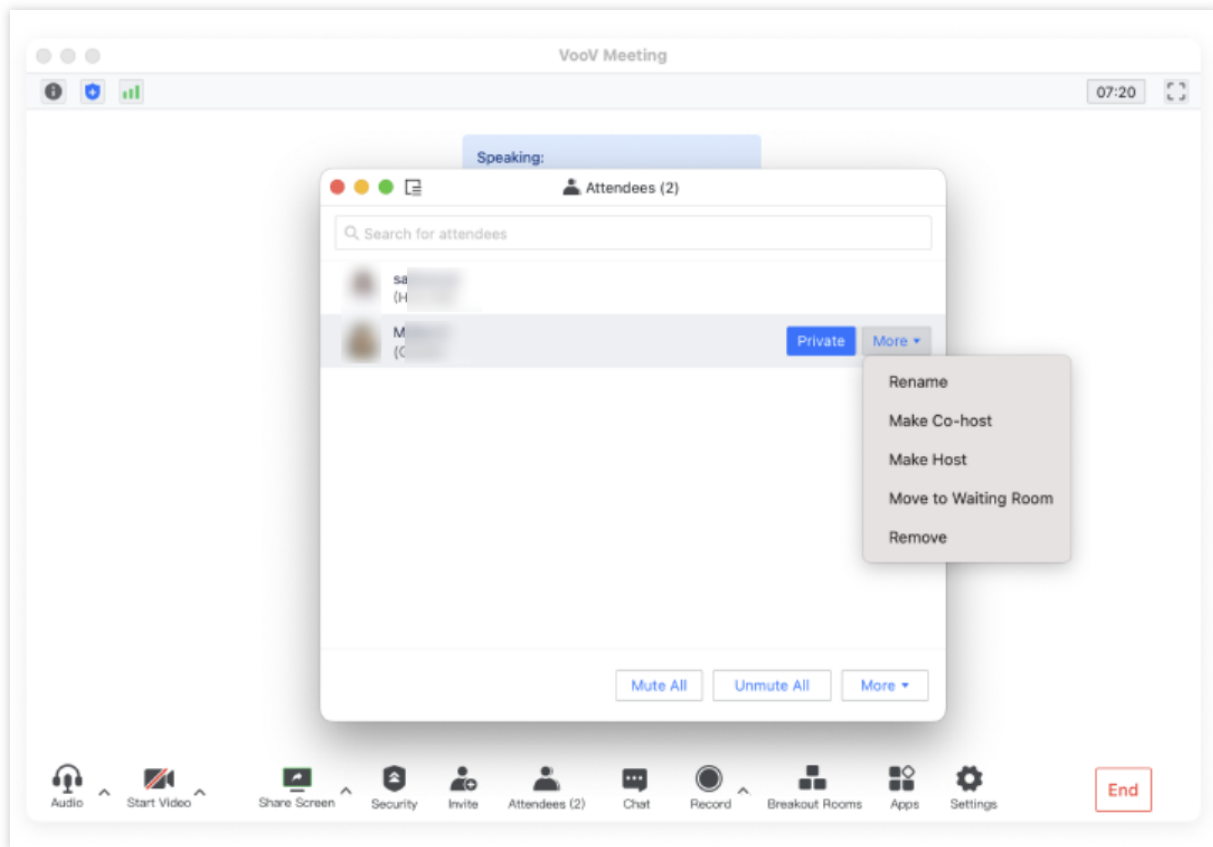 VooV Meeting
07:20
Speaking:
Attendees (2)
Search for attendees
sa
(H
M
Private
More
Rename
Make Co-host
Make Host
Move to Waiting Room
Remove
Mute All
Unmute All
More
Audio
Start Video
Share Screen
Security
Invite
Attendees (2)
Chat
Record
Breakout Rooms
Apps
Settings
End